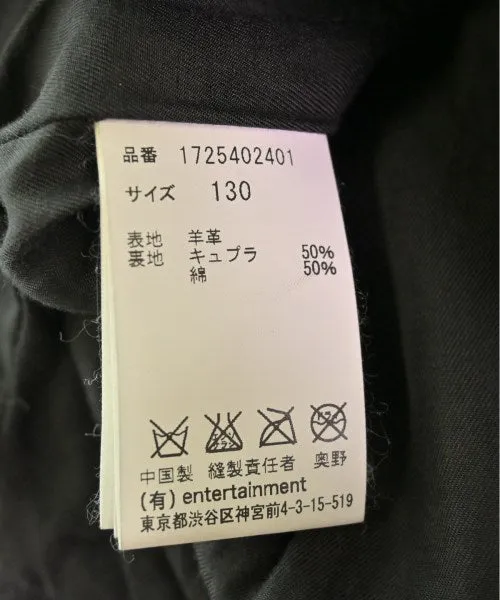 品番 1725402401
サイズ 130
表地 羊革
裏地 キュプラ 50%
綿 50%
中国製 縫製責任者 奥野
(有) entertainment
東京都渋谷区神宮前4-3-15-519